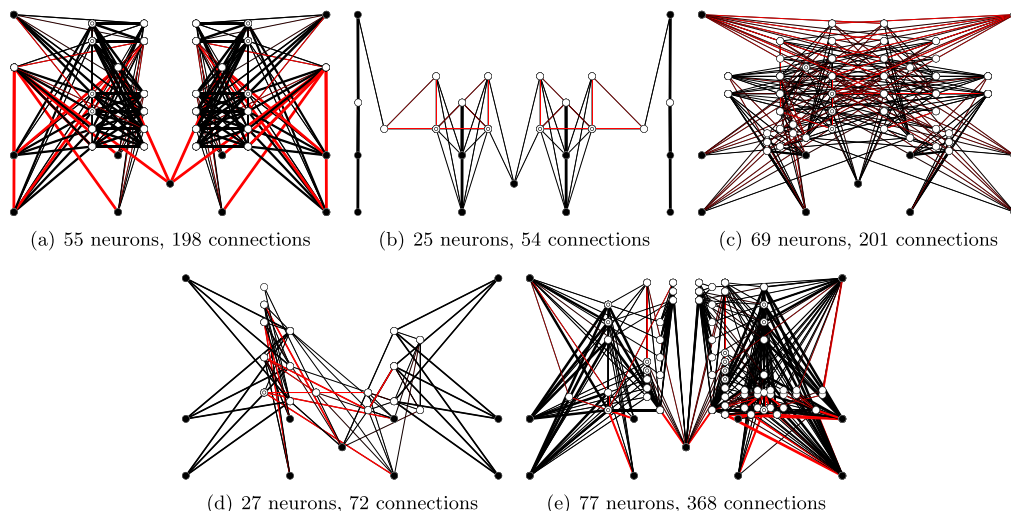 (a) 55 neurons, 198 connections
(b) 25 neurons, 54 connections
(c) 69 neurons, 201 connections
(d) 27 neurons, 72 connections
(e) 77 neurons, 368 connections